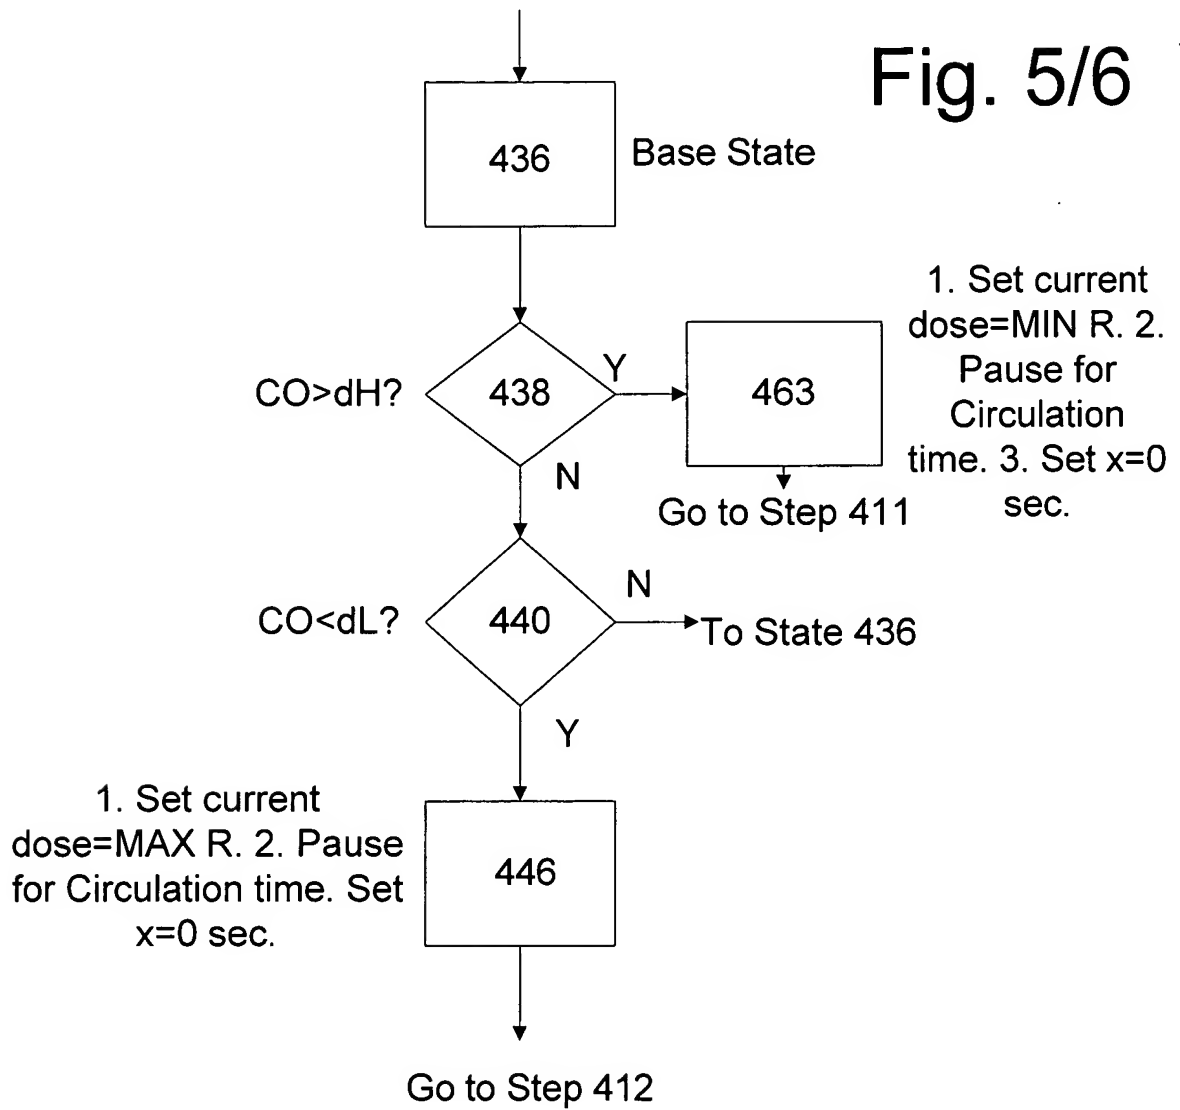 Fig. 5/6
436
Base State
1. Set current
dose=MIN R. 2.
Pause for
Circulation
time. 3. Set x=0
sec.
CO>dH?
438
Y
463
N
Go to Step 411
CO<dL?
440
N
To State 436
Y
1. Set current
dose=MAX R. 2. Pause
for Circulation time. Set
x=0 sec.
446
Go to Step 412